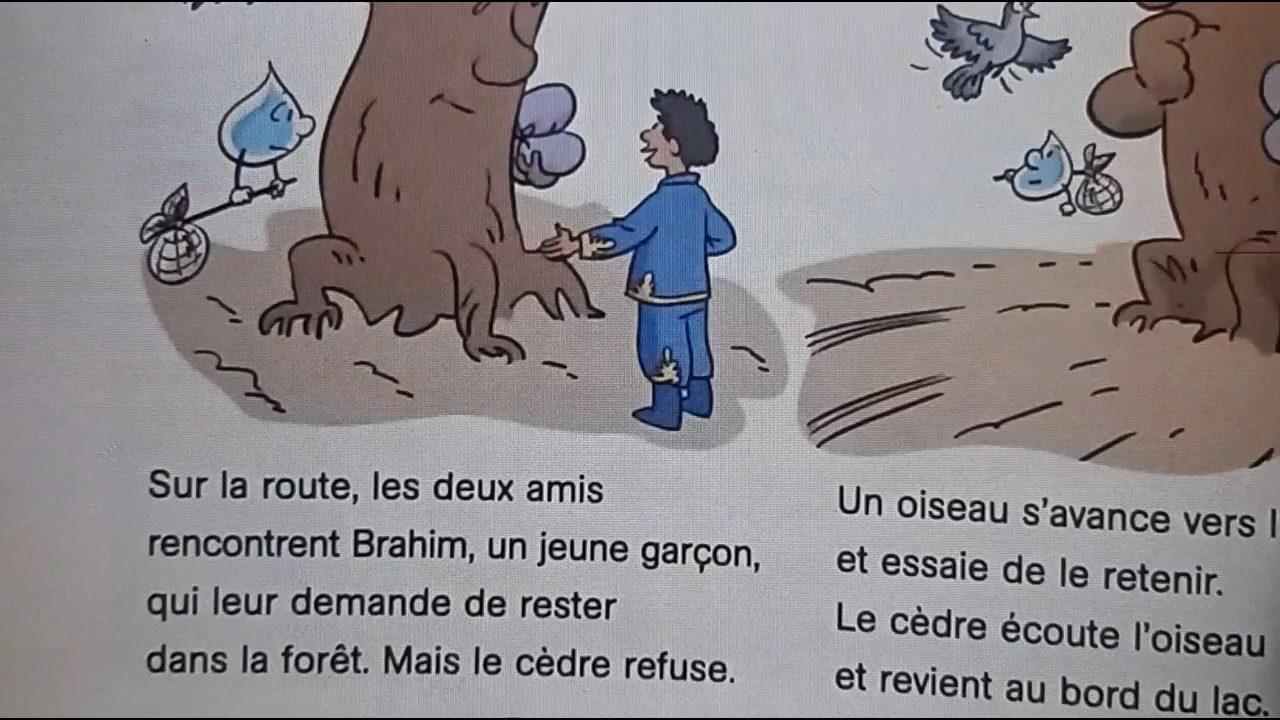 Sur la route, les deux amis
rencontrent Brahim, un jeune garçon,
qui leur demande de rester
dans la forêt. Mais le cèdre refuse.
Un oiseau s'avance vers
et essaie de le retenir.
Le cèdre écoute l'oiseau
et revient au bord du lac.